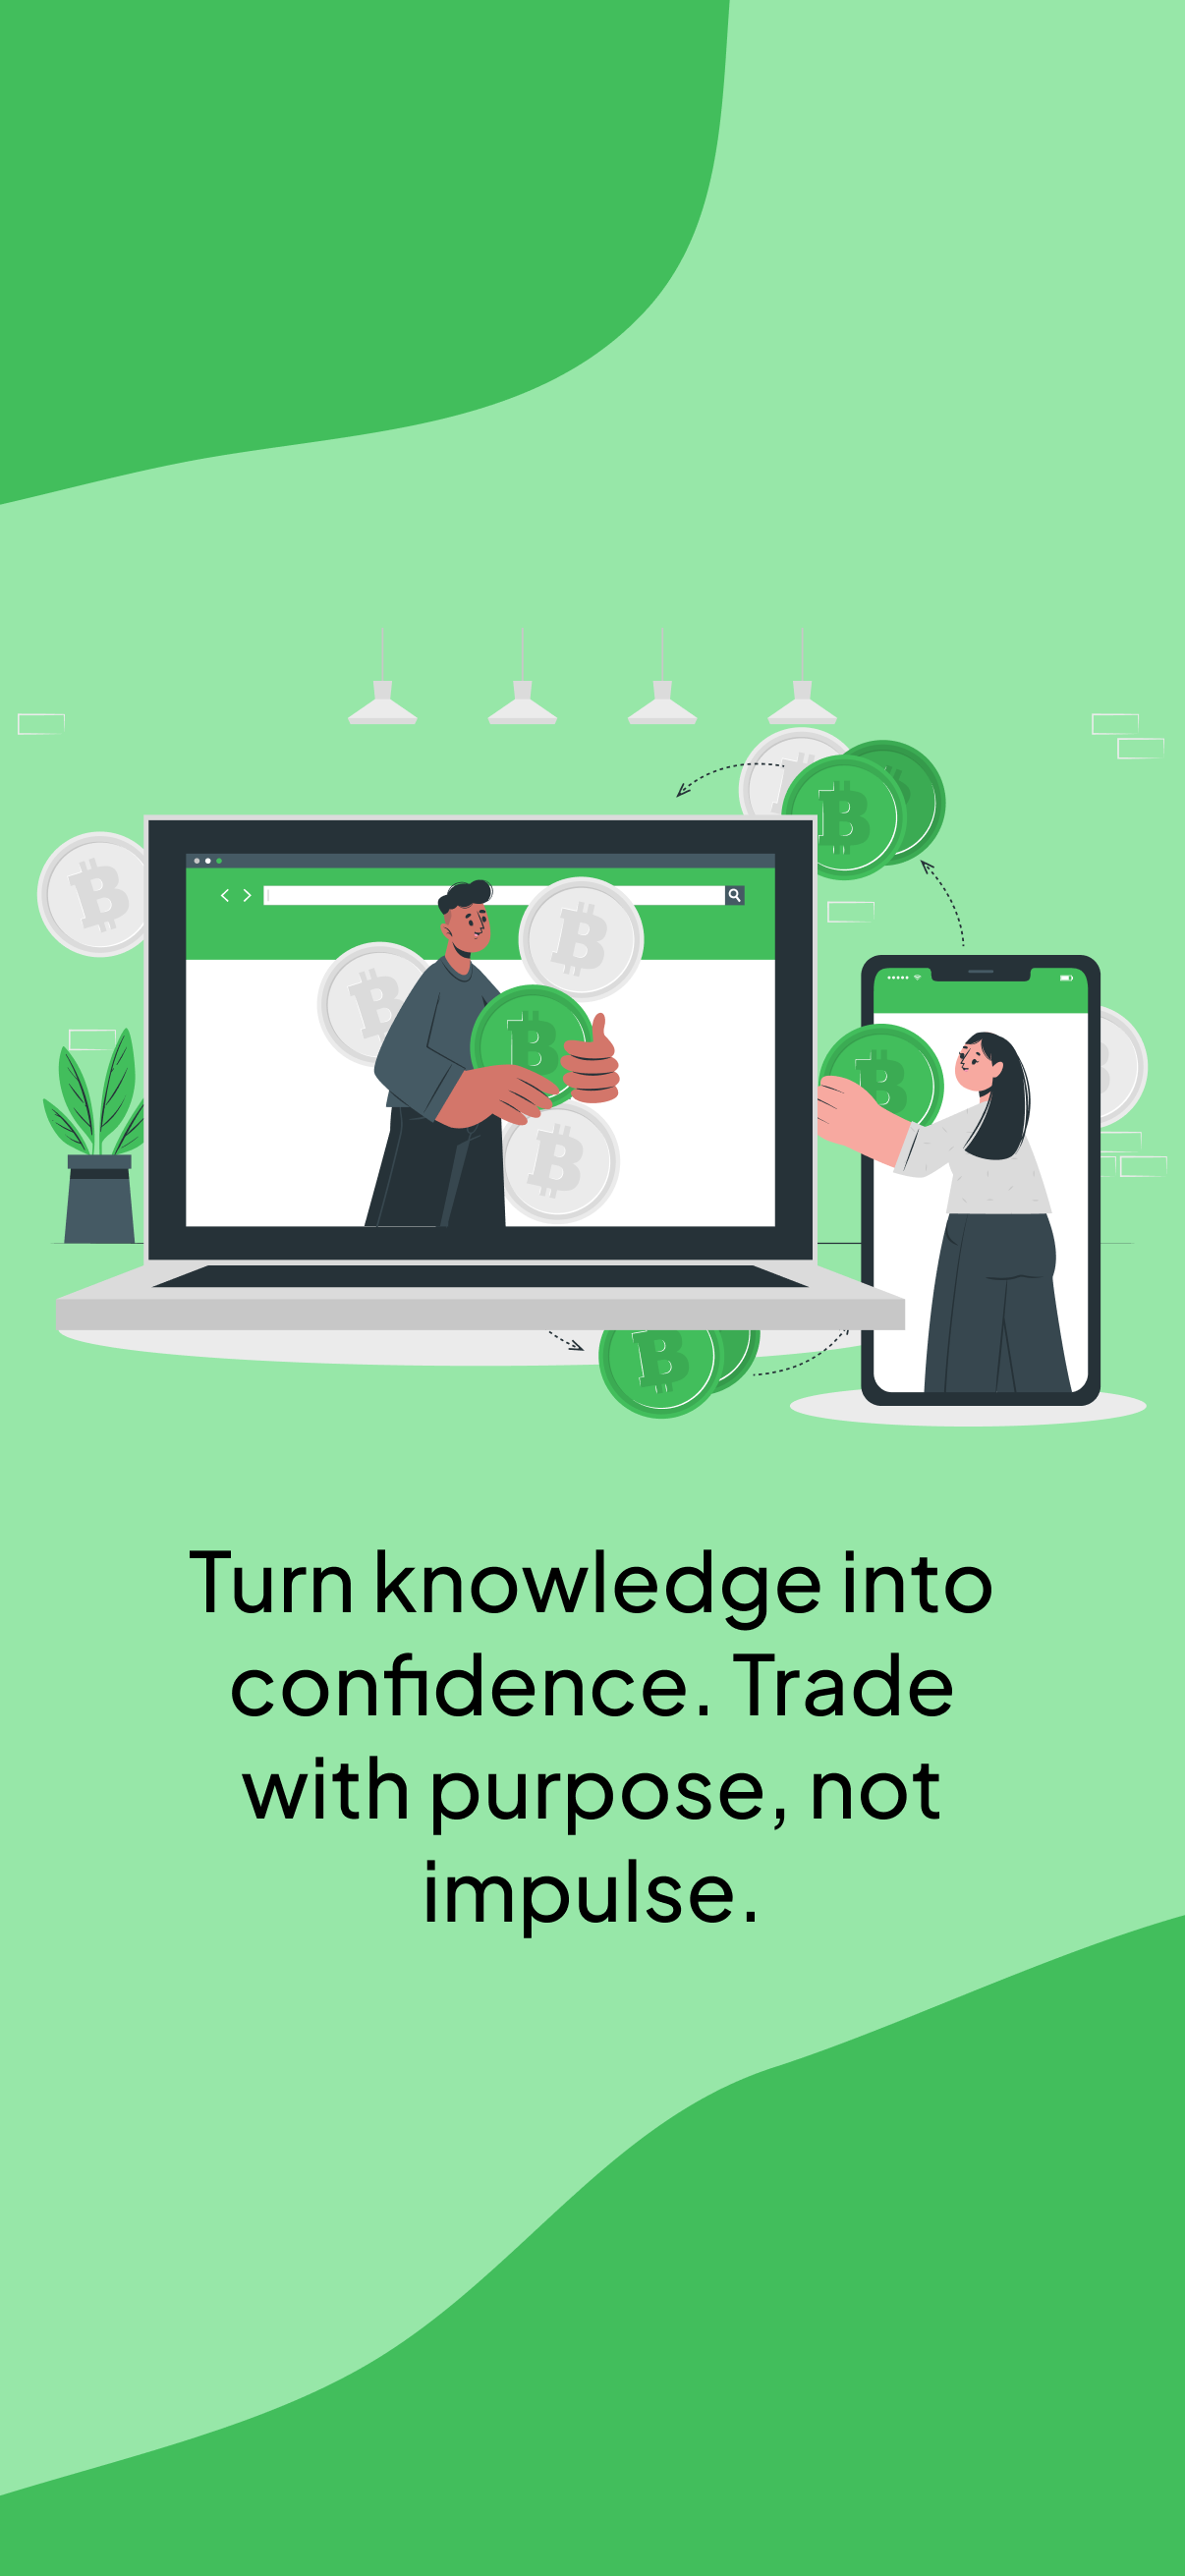 Turn knowledge into
confidence. Trade
with purpose, not
impulse.